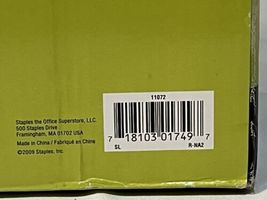 11072
Staples the Office Superstore, LLC.
500 Staples Drive
Framingham, MA 01702 USA
Made in China / Fabriqué en Chine
©2009 Staples, Inc.
7 18103 01749 7
SL R-NA2